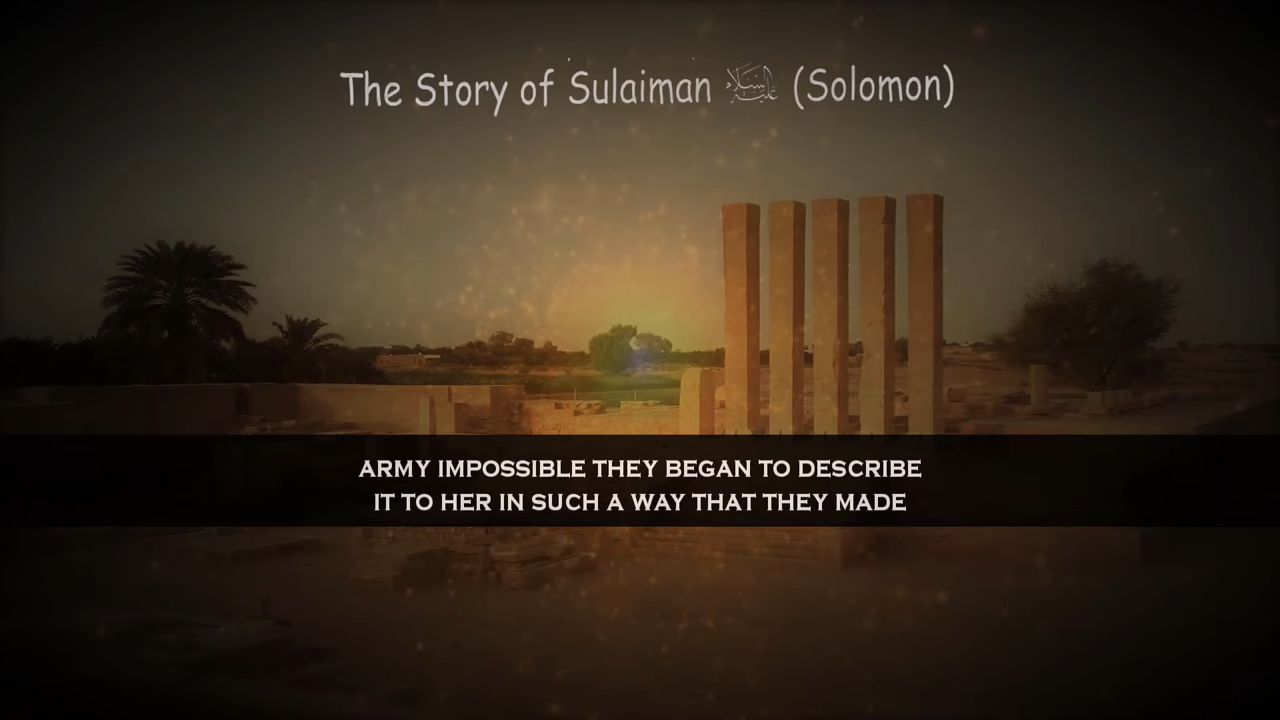 The Story of Sulaiman عليه السلام (Solomon)
ARMY IMPOSSIBLE THEY BEGAN TO DESCRIBE
IT TO HER IN SUCH A WAY THAT THEY MADE